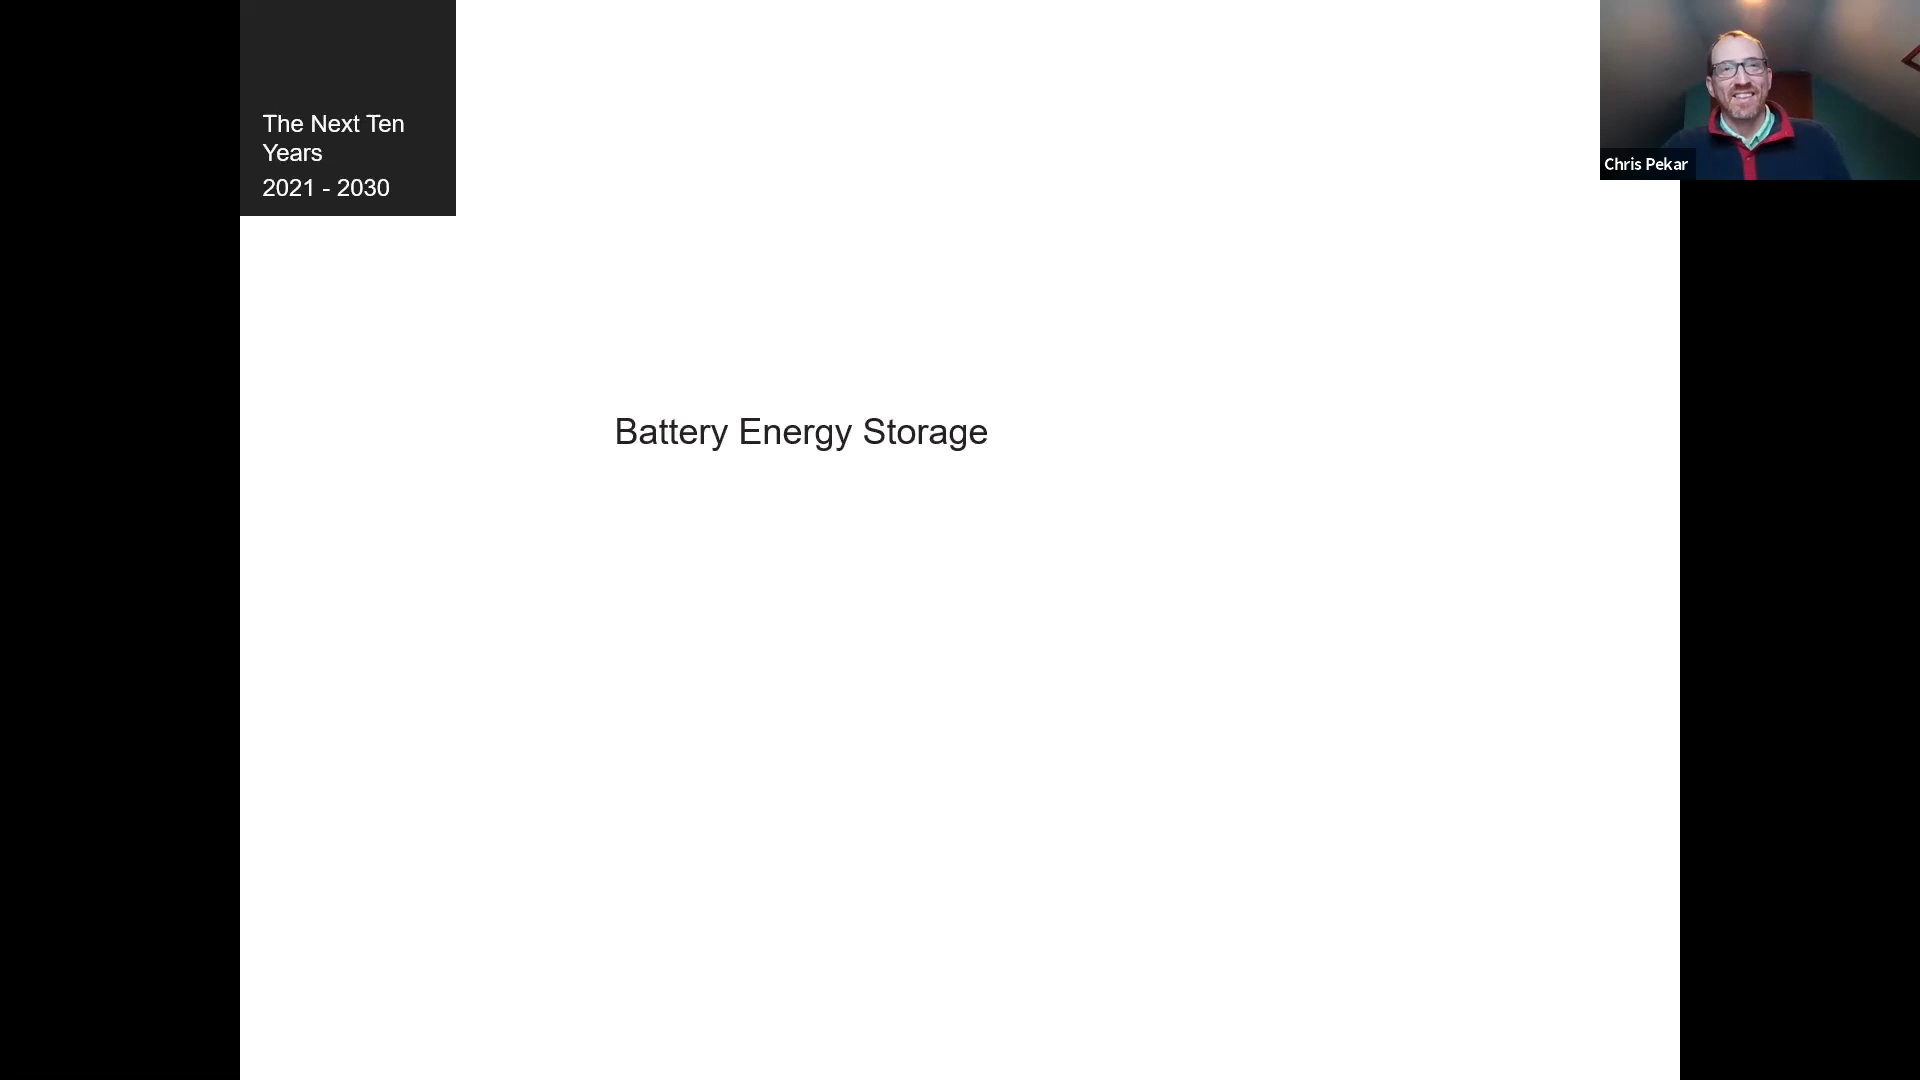 The Next Ten
Years
2021 - 2030
Chris Pekar
Battery Energy Storage